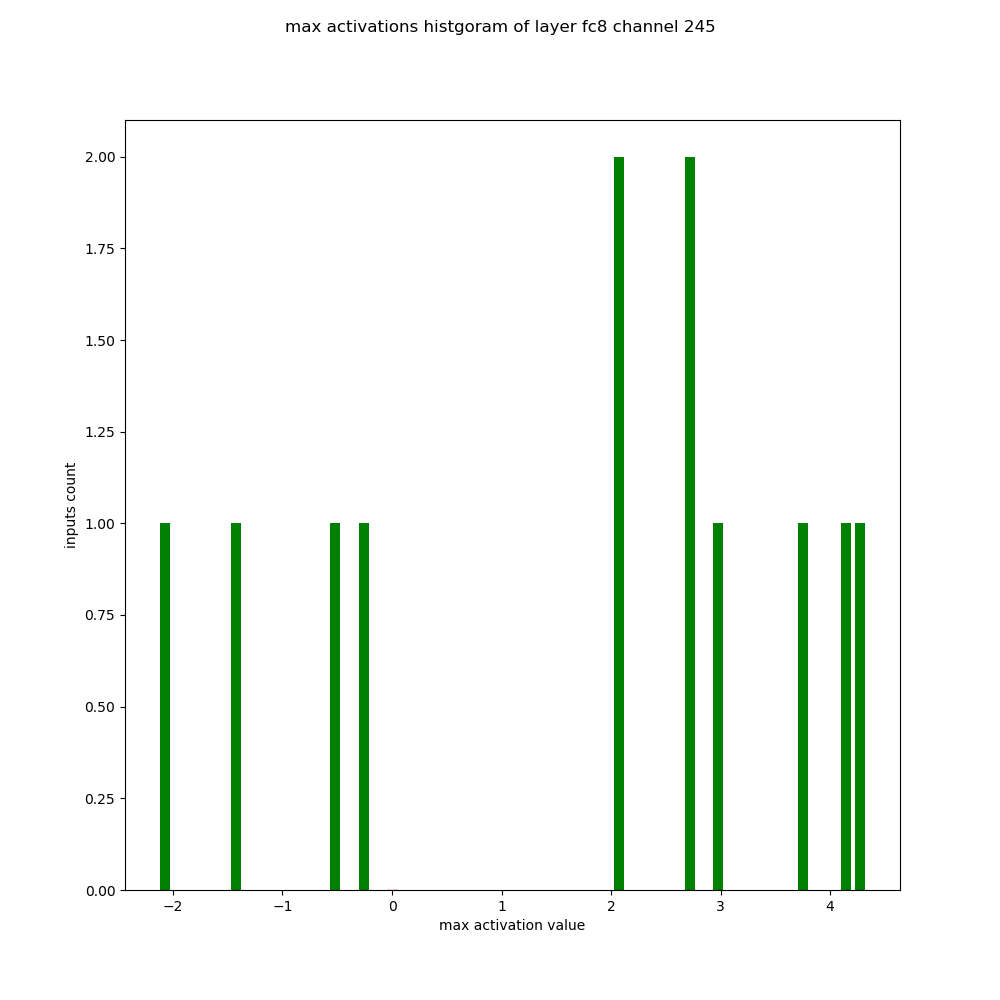 max activations histgoram of layer fc8 channel 245
2.00
1.75
1.50
1.25
1.00
0.75
0.50
0.25
0.00
inputs count
−2 −1 0 1 2 3 4
max activation value